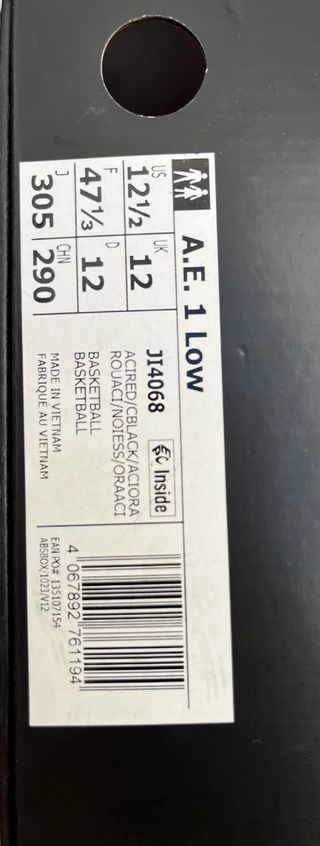 A.E. 1 Low
US 12½ UK 12
F 47⅓ D 12
J 305 CHN 290
JI4068
Inside
ACIRED/CBLACK/ACIORA
ROUACI/NOIESS/ORAACI
BASKETBALL
BASKETBALL
MADE IN VIETNAM
FABRIQUÉ AU VIETNAM
4 067892 761194
EAN PO# 135107154
ABSBOX/1023/V12